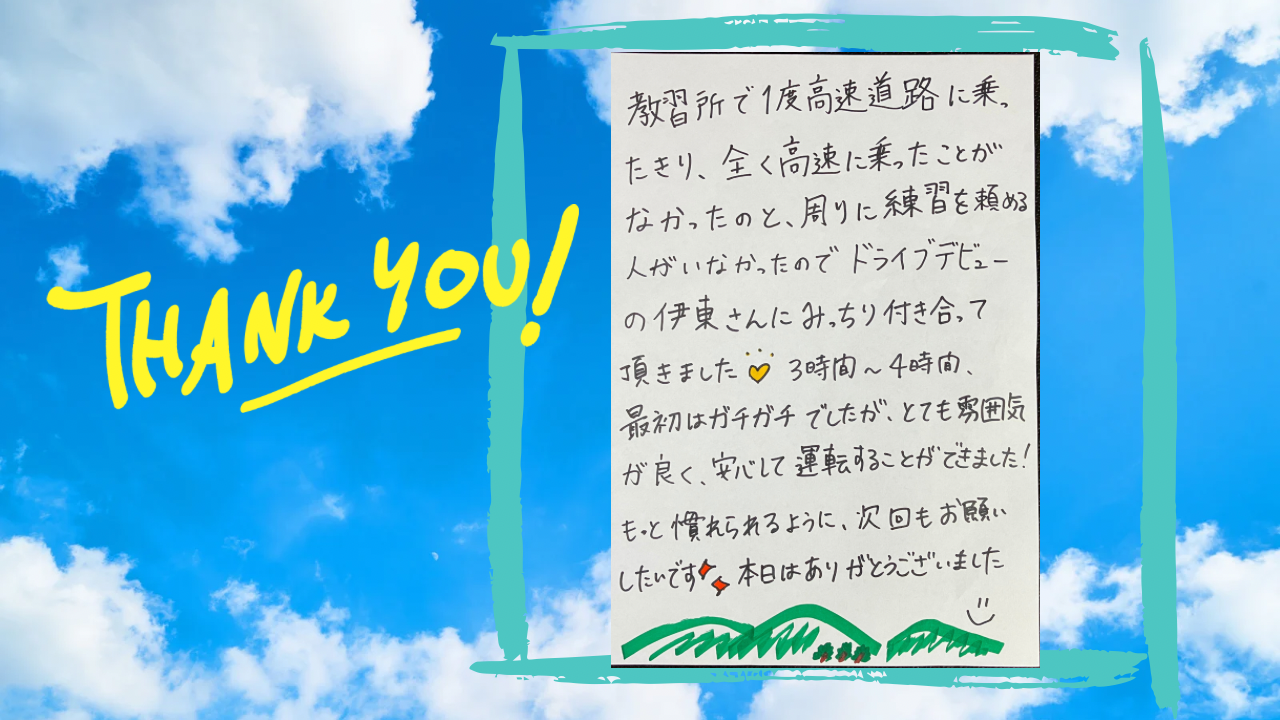 THANK YOU!
教習所で1度高速道路に乗っ
たきり、全く高速に乗ったことが
なかったのと、周りに練習を頼める
人がいなかったのでドライブデビュー
の伊東さんにみっちり付き合って
頂きました 3時間～4時間、
最初はガチガチでしたが、とても雰囲気
が良く、安心して運転することができました!
もっと慣れられるように、次回もお願い
したいです 本日はありがとうございました